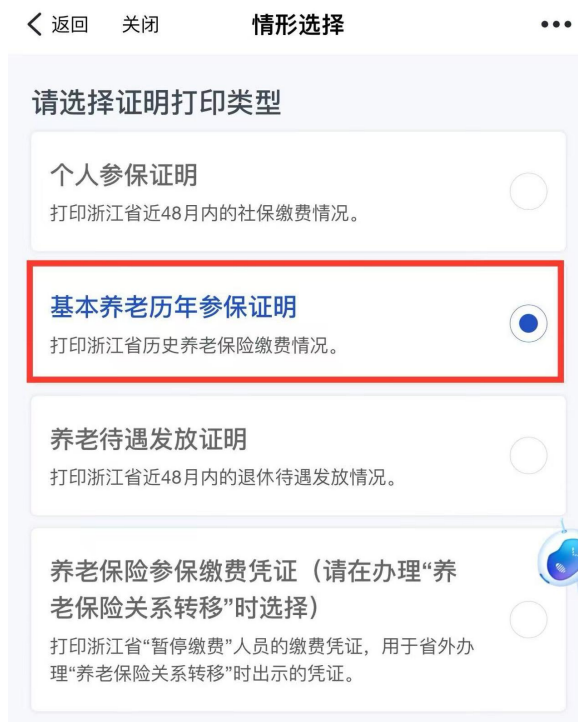 返回 关闭 情形选择
请选择证明打印类型
个人参保证明
打印浙江省近48月内的社保缴费情况。
基本养老历年参保证明
打印浙江省历史养老保险缴费情况。
养老待遇发放证明
打印浙江省近48月内的退休待遇发放情况。
养老保险参保缴费凭证（请在办理“养
老保险关系转移”时选择）
打印浙江省“暂停缴费”人员的缴费凭证，用于省外办
理“养老保险关系转移”时出示的凭证。